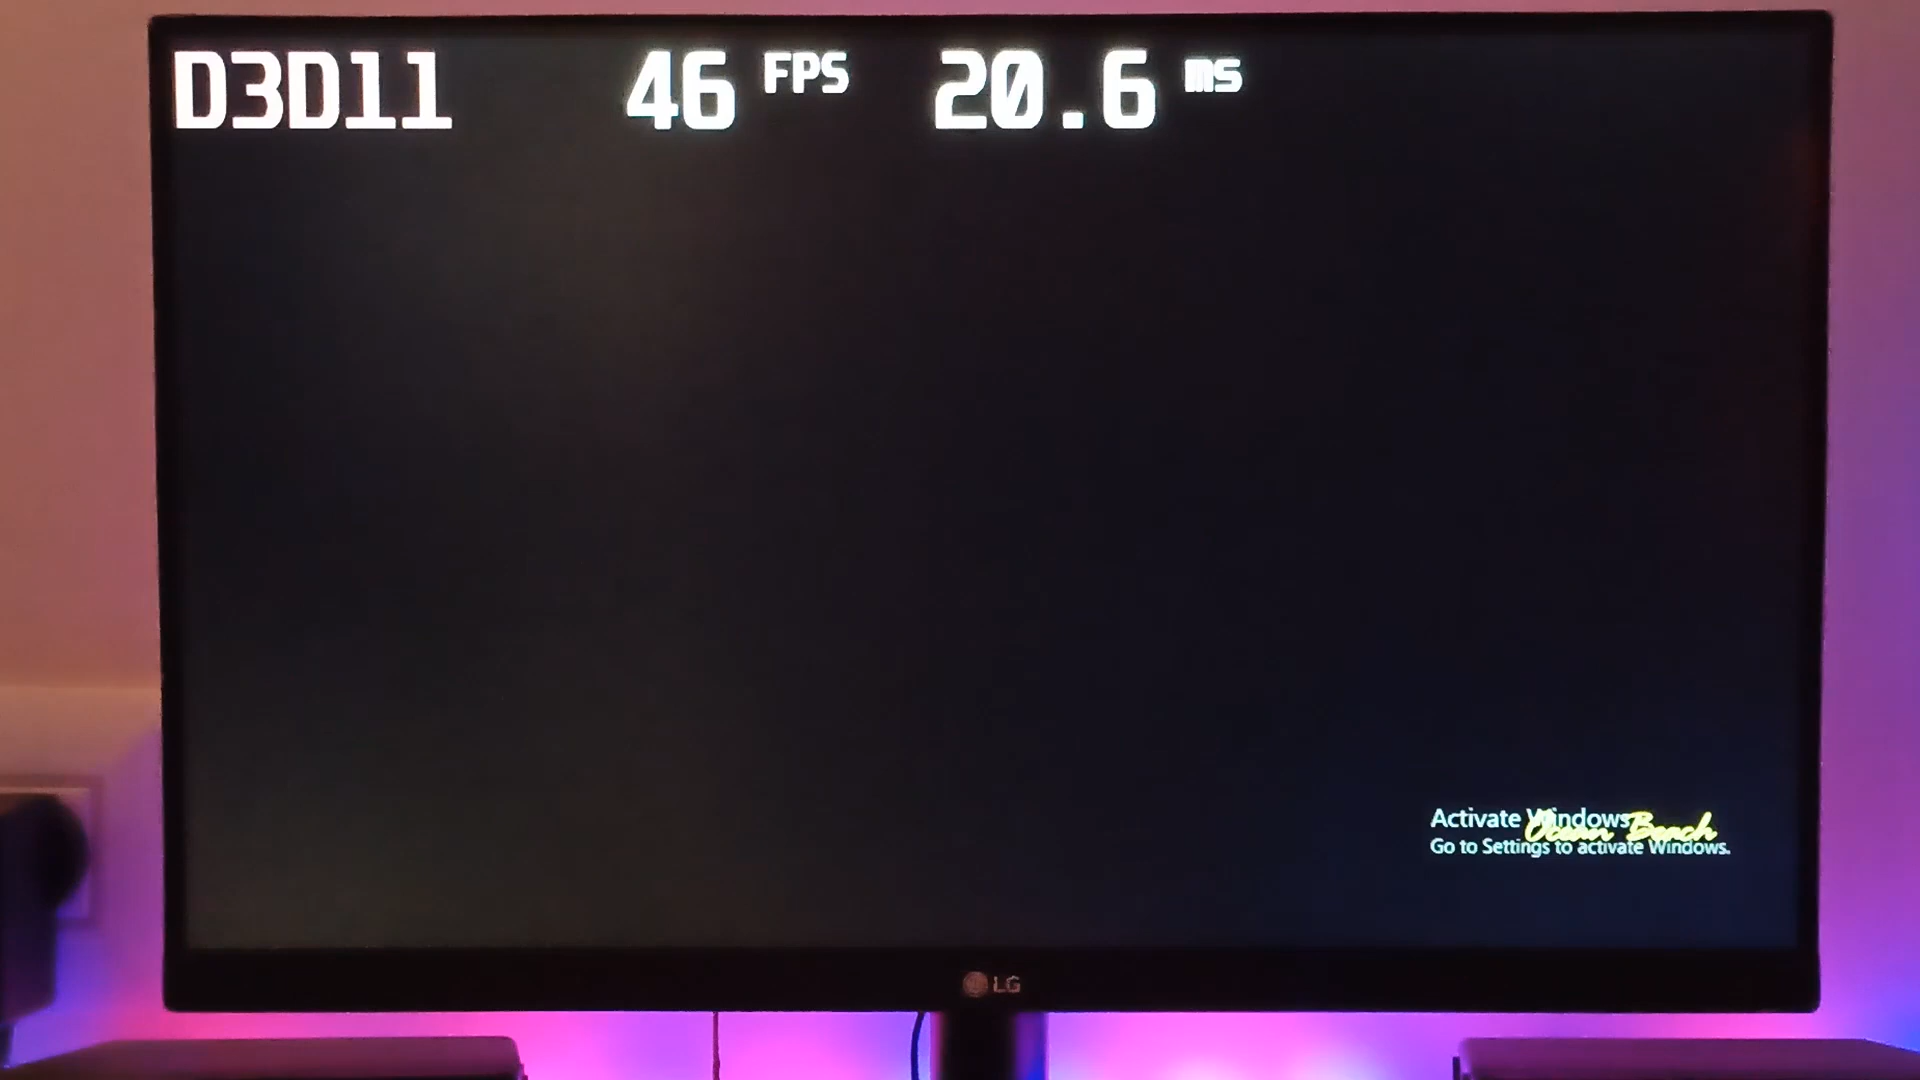 D3D11 46 FPS 20.6 ms
Activate Windows
Ocean Beach
Go to Settings to activate Windows.
LG